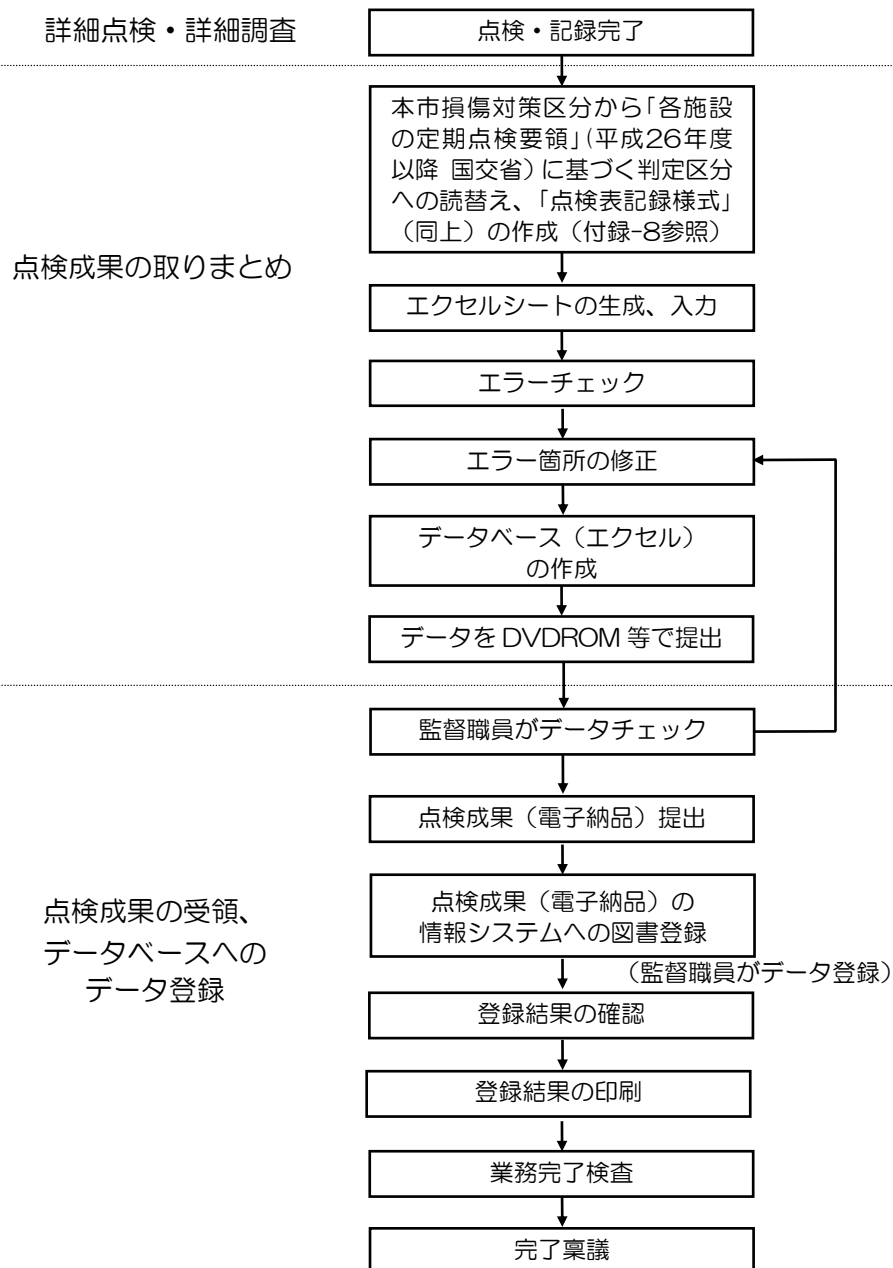 詳細点検・詳細調査
点検・記録完了
本市損傷対策区分から「各施設
の定期点検要領」（平成26年度
以降 国交省）に基づく判定区分
への読替え、「点検表記録様式」
（同上）の作成（付録-8参照）
点検成果の取りまとめ
エクセルシートの生成、入力
エラーチェック
エラー箇所の修正
データベース（エクセル）
の作成
データを DVDROM 等で提出
監督職員がデータチェック
点検成果（電子納品）提出
点検成果（電子納品）の
情報システムへの図書登録
（監督職員がデータ登録）
点検成果の受領、
データベースへの
データ登録
登録結果の確認
登録結果の印刷
業務完了検査
完了稟議